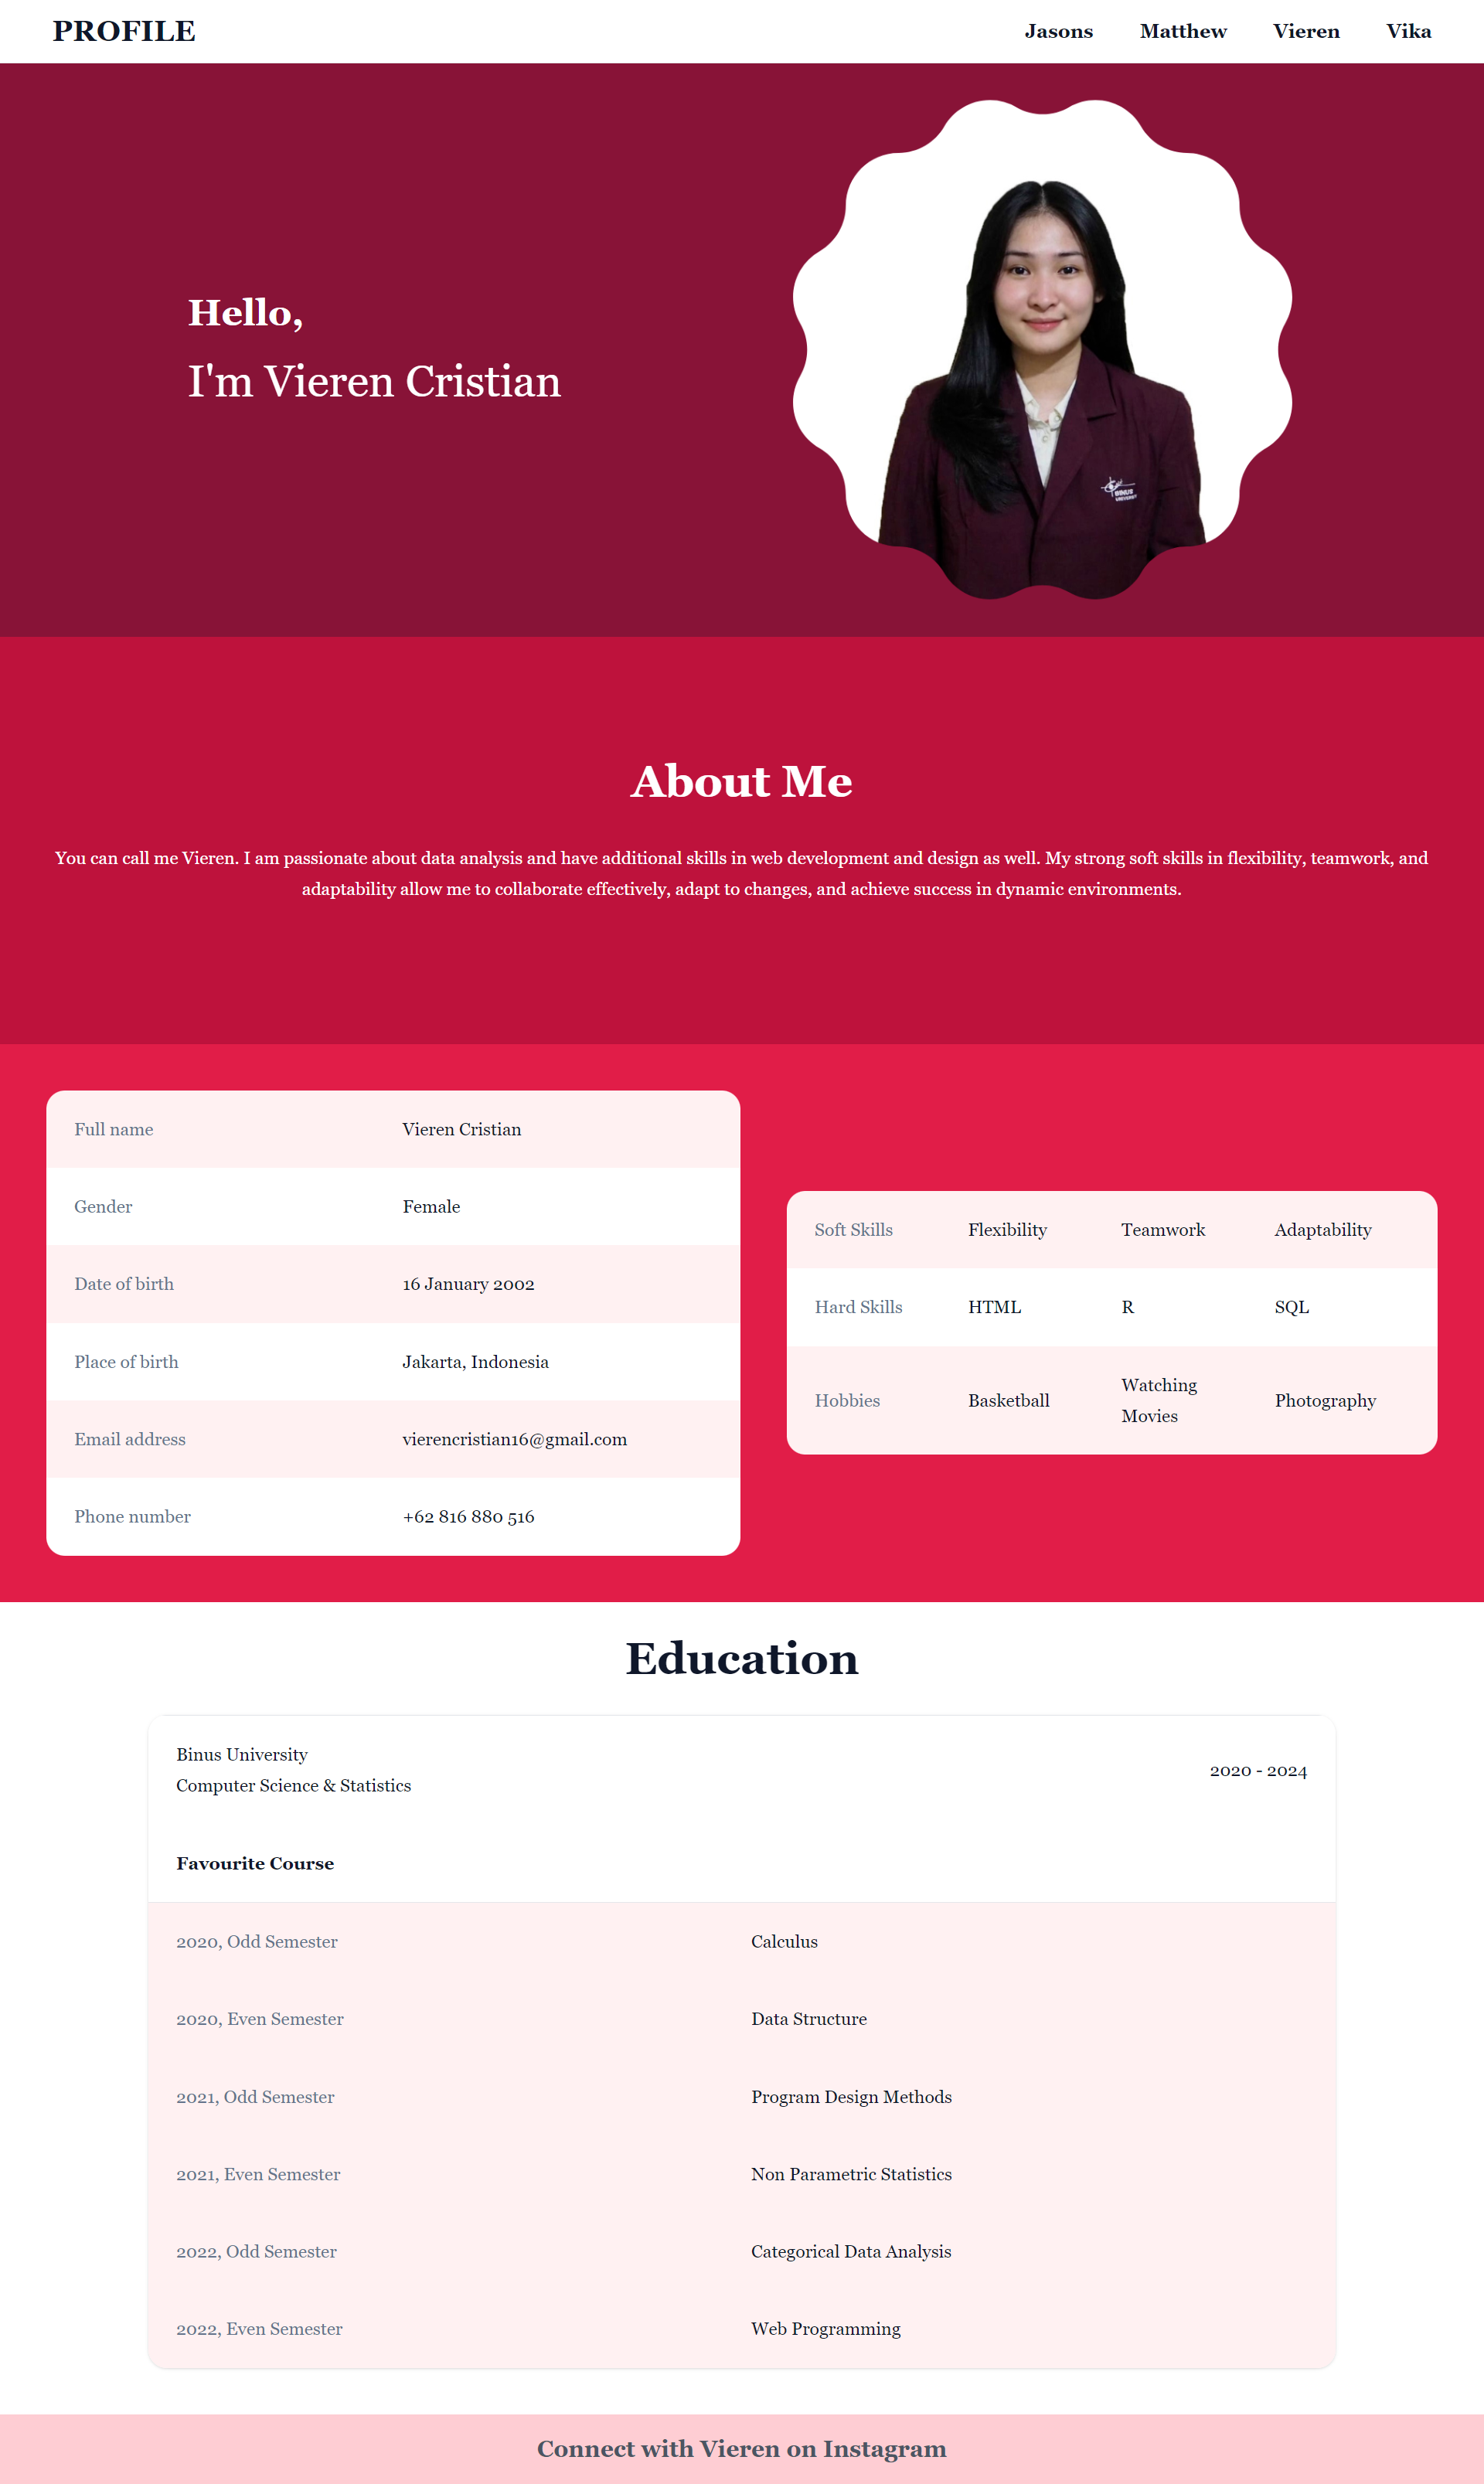 PROFILE
Jasons Matthew Vieren Vika
Hello,
I'm Vieren Cristian
BINUS
UNIVERSITY
About Me
You can call me Vieren. I am passionate about data analysis and have additional skills in web development and design as well. My strong soft skills in flexibility, teamwork, and
adaptability allow me to collaborate effectively, adapt to changes, and achieve success in dynamic environments.
Full name Vieren Cristian
Gender Female
Date of birth 16 January 2002
Place of birth Jakarta, Indonesia
Email address vierencristian16@gmail.com
Phone number +62 816 880 516
Soft Skills Flexibility Teamwork Adaptability
Hard Skills HTML R SQL
Hobbies Basketball Watching Movies Photography
Education
Binus University
Computer Science & Statistics
2020 - 2024
Favourite Course
2020, Odd Semester Calculus
2020, Even Semester Data Structure
2021, Odd Semester Program Design Methods
2021, Even Semester Non Parametric Statistics
2022, Odd Semester Categorical Data Analysis
2022, Even Semester Web Programming
Connect with Vieren on Instagram